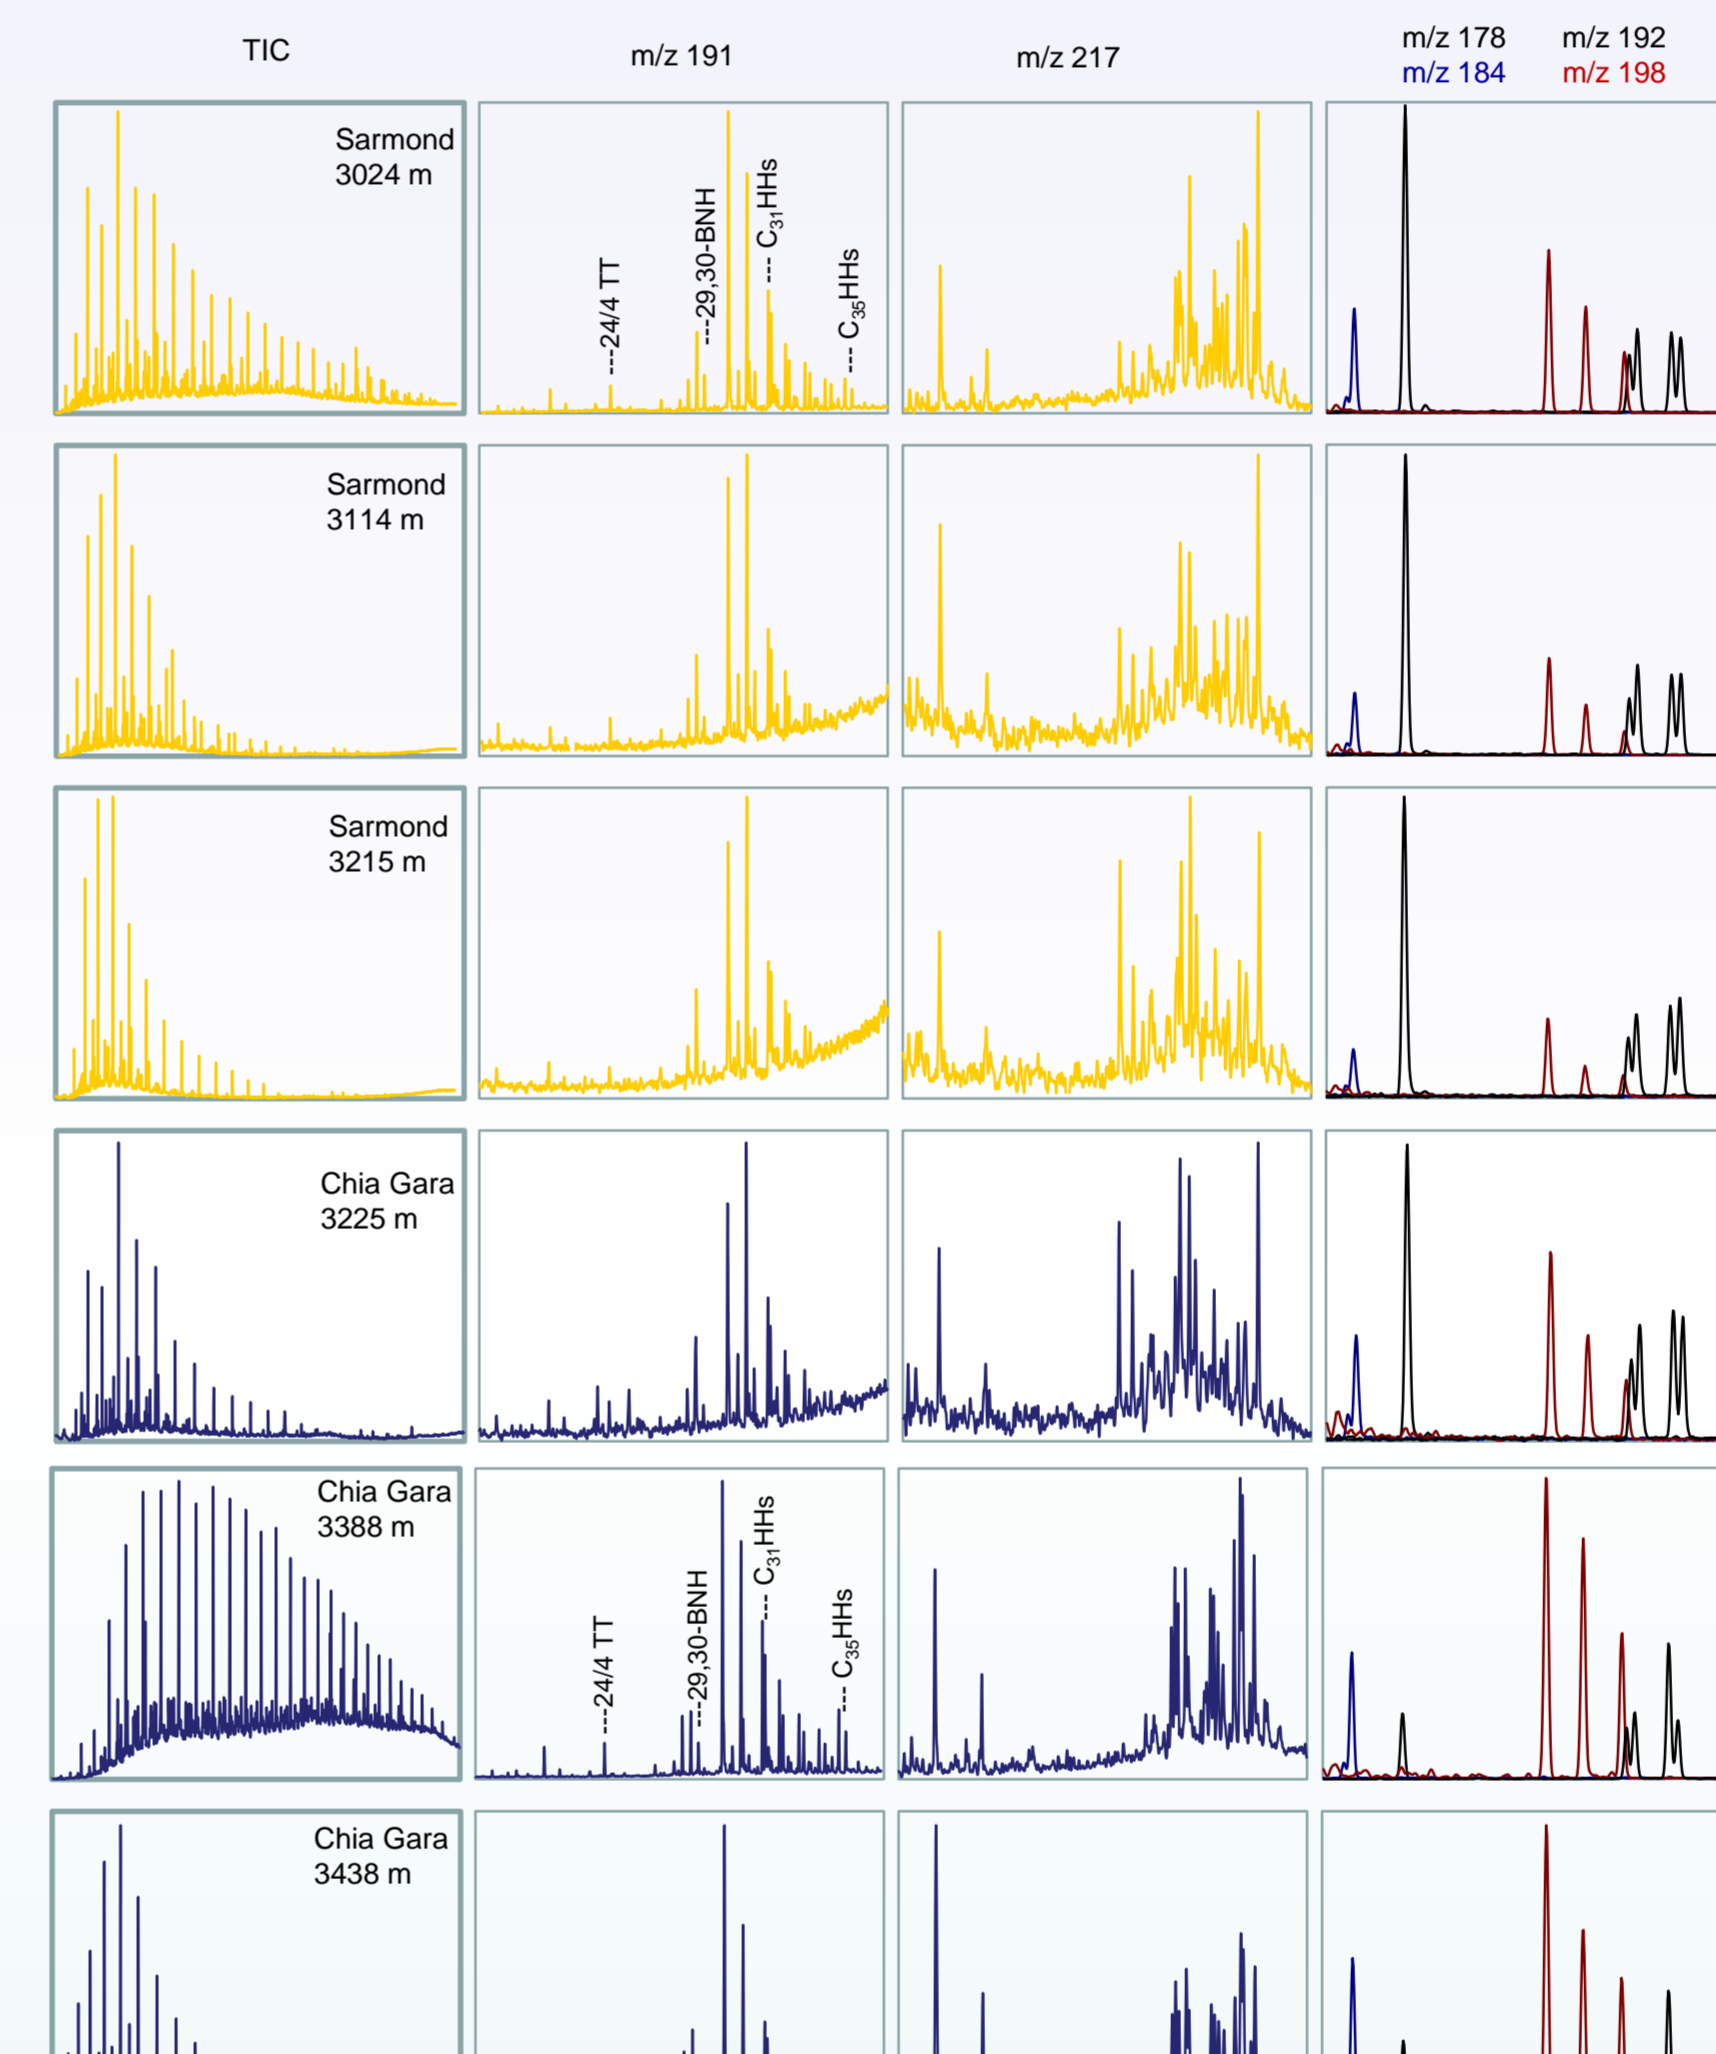 TIC
m/z 191
m/z 217
m/z 178
m/z 184
m/z 192
m/z 198
Sarmond
3024 m
---24/4 TT
---29,30-BNH
---- C31HHs
---- C35HHs
Sarmond
3114 m
Sarmond
3215 m
Chia Gara
3225 m
Chia Gara
3388 m
----24/4 TT
---29,30-BNH
---- C31HHs
---- C35HHs
Chia Gara
3438 m